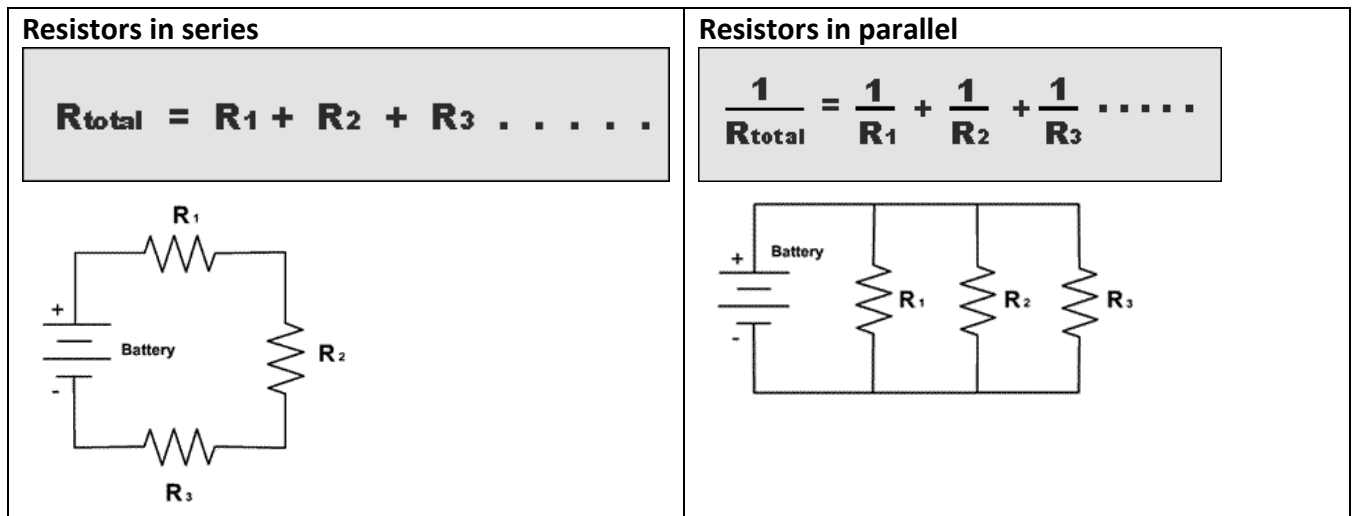 Resistors in series
Rtotal = R1 + R2 + R3 . . . . .
R1
+
Battery
R2
-
R3
Resistors in parallel
1/Rtotal = 1/R1 + 1/R2 + 1/R3 .....
+
Battery
R1
R2
R3
-